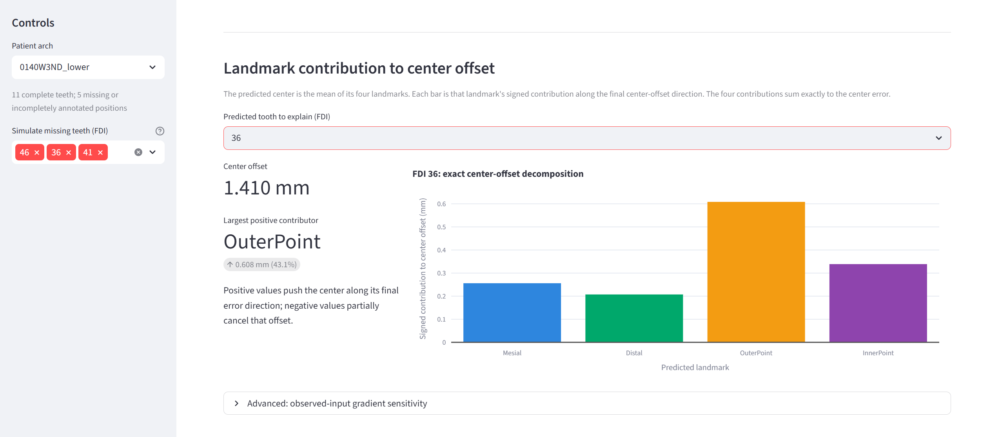 Controls
Patient arch
0140W3ND_lower
11 complete teeth; 5 missing or
incompletely annotated positions
Simulate missing teeth (FDI)
46 × 36 × 41 ×
Landmark contribution to center offset
The predicted center is the mean of its four landmarks. Each bar is that landmark's signed contribution along the final center-offset direction. The four contributions sum exactly to the center error.
Predicted tooth to explain (FDI)
36
Center offset
1.410 mm
Largest positive contributor
OuterPoint
↑ 0.608 mm (43.1%)
Positive values push the center along its final
error direction; negative values partially
cancel that offset.
FDI 36: exact center-offset decomposition
Signed contribution to center offset (mm)
0.6
0.5
0.4
0.3
0.2
0.1
0
Mesial Distal OuterPoint InnerPoint
Predicted landmark
Advanced: observed-input gradient sensitivity